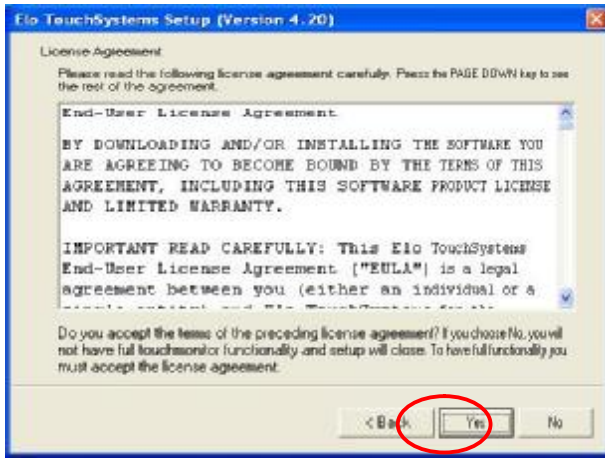 Elo TouchSystems Setup (Version 4.20)
License Agreement
Please read the following license agreement carefully. Press the PAGE DOWN key to see
the rest of the agreement.
End-User License Agreement
BY DOWNLOADING AND/OR INSTALLING THE SOFTWARE YOU
ARE AGREEING TO BECOME BOUND BY THE TERMS OF THIS
AGREEMENT, INCLUDING THIS SOFTWARE PRODUCT LICENSE
AND LIMITED WARRANTY.
IMPORTANT READ CAREFULLY: This Elo TouchSystems
End-User License Agreement ("EULA") is a legal
agreement between you (either an individual or a
Do you accept the terms of the preceding license agreement? If you choose No, you will
not have full touchmonitor functionality and setup will close. To have full functionality you
must accept the license agreement.
< Back
Yes
No